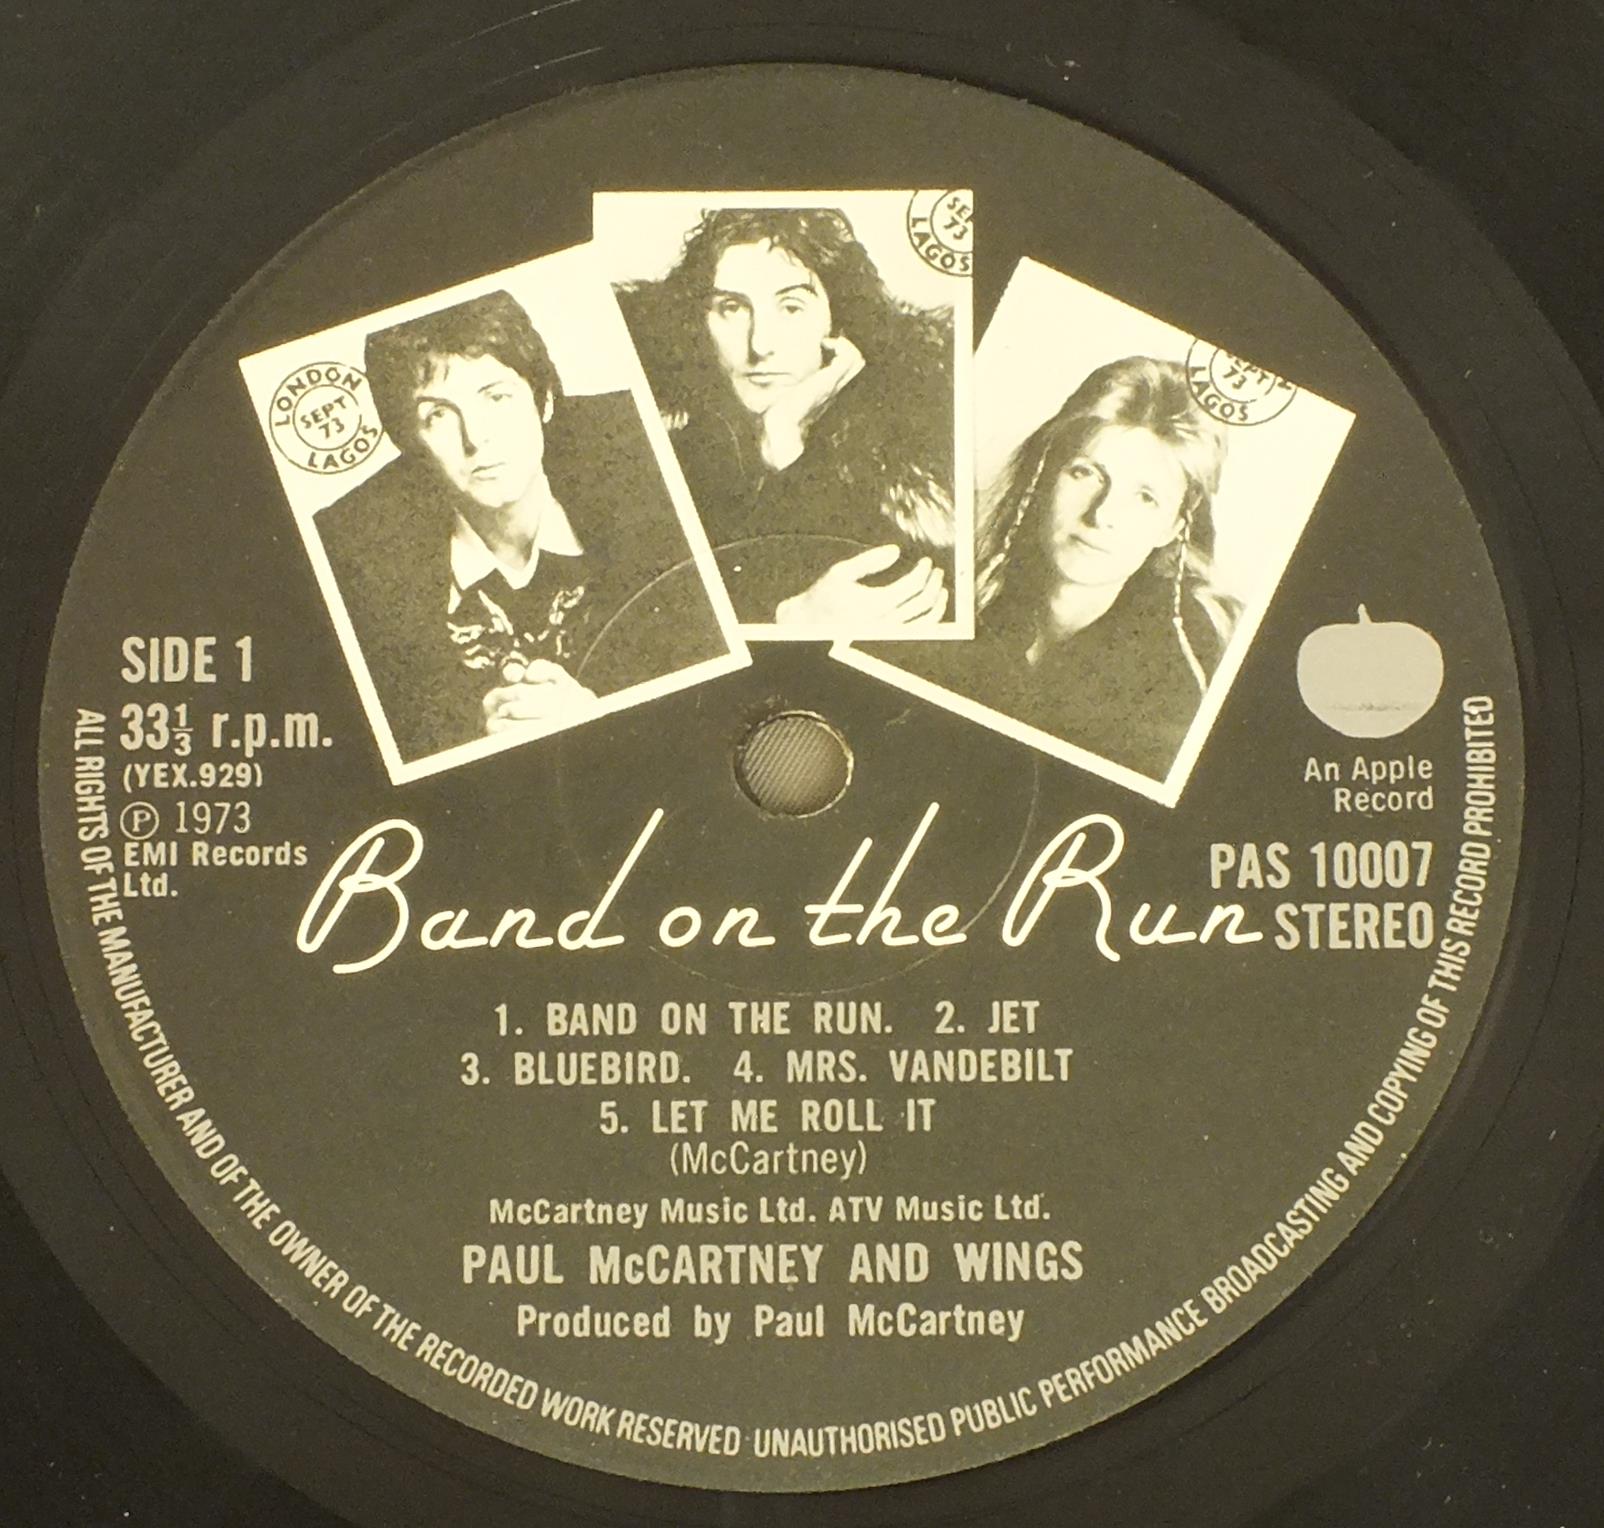 LONDON
SEPT
73
LAGOS
73
LAGOS
SEPT
73
LAGOS
SIDE 1
33⅓ r.p.m.
(YEX.929)
Ⓟ 1973
EMI Records
Ltd.
An Apple
Record
PAS 10007
STEREO
Band on the Run
1. BAND ON THE RUN. 2. JET
3. BLUEBIRD. 4. MRS. VANDEBILT
5. LET ME ROLL IT
(McCartney)
McCartney Music Ltd. ATV Music Ltd.
PAUL McCARTNEY AND WINGS
Produced by Paul McCartney
ALL RIGHTS OF THE MANUFACTURER AND OF THE OWNER OF THE RECORDED WORK RESERVED UNAUTHORISED PUBLIC PERFORMANCE BROADCASTING AND COPYING OF THIS RECORD PROHIBITED